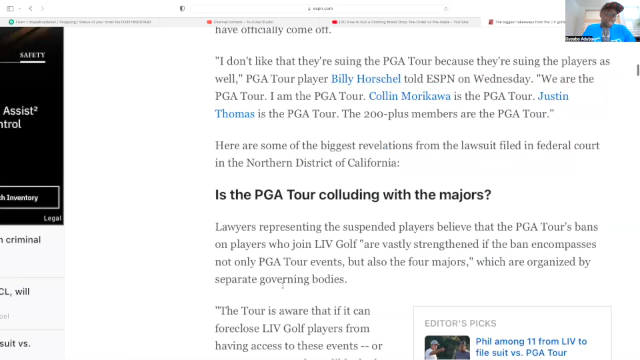 espn.com
have officially come off.
"I don't like that they're suing the PGA Tour because they're suing the players as
well," PGA Tour player Billy Horschel told ESPN on Wednesday. "We are the
PGA Tour. I am the PGA Tour. Collin Morikawa is the PGA Tour. Justin
Thomas is the PGA Tour. The 200-plus members are the PGA Tour."
Here are some of the biggest revelations from the lawsuit filed in federal court
in the Northern District of California:
Is the PGA Tour colluding with the majors?
Lawyers representing the suspended players believe that the PGA Tour's bans
on players who join LIV Golf "are vastly strengthened if the ban encompasses
not only PGA Tour events, but also the four majors," which are organized by
separate governing bodies.
"The Tour is aware that if it can
foreclose LIV Golf players from
having access to these events -- or
EDITOR'S PICKS
Phil among 11 from LIV to
file suit vs. PGA Tour
SAFETY
Assist²
ntrol
ch Inventory
Legal
n criminal
CL, will
pel
suit vs.